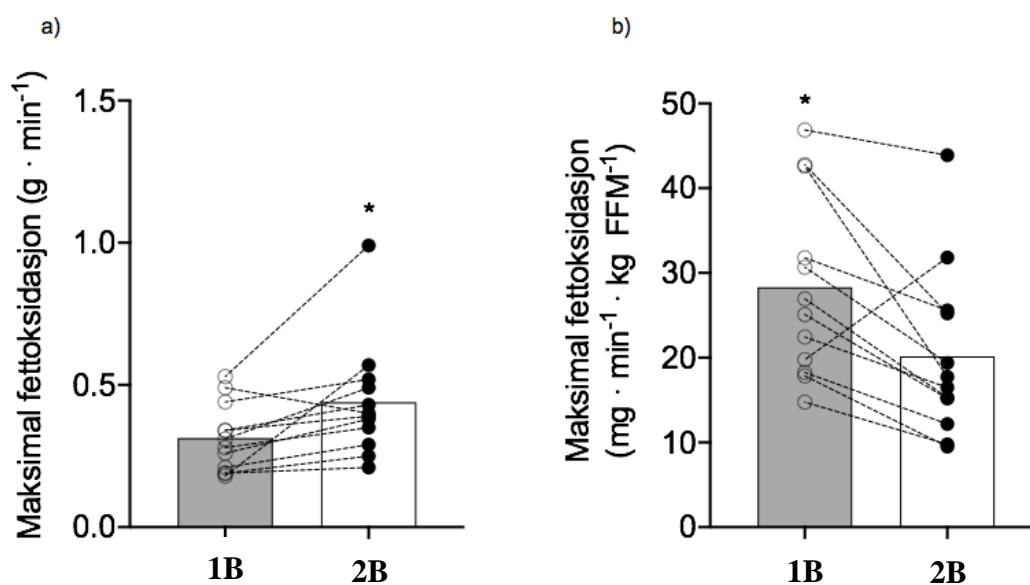 a)
Maksimal fettoksidasjon (g · min⁻¹)
1.5
1.0
0.5
0.0
*
1B
2B
b)
Maksimal fettoksidasjon
(mg · min⁻¹ · kg FFM⁻¹)
50
40
30
20
10
0
*
1B
2B